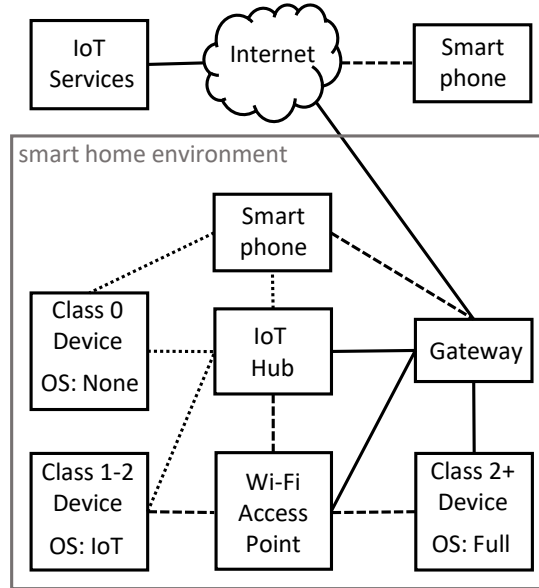 IoT
Services
Internet
Smart
phone
smart home environment
Smart
phone
Class 0
Device
OS: None
IoT
Hub
Gateway
Class 1-2
Device
OS: IoT
Wi-Fi
Access
Point
Class 2+
Device
OS: Full